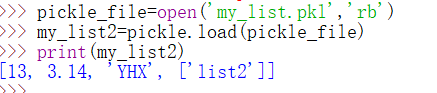 >>> pickle_file=open('my_list.pkl','rb')
>>> my_list2=pickle.load(pickle_file)
>>> print(my_list2)
[13, 3.14, 'YHX', ['list2']]
>>>